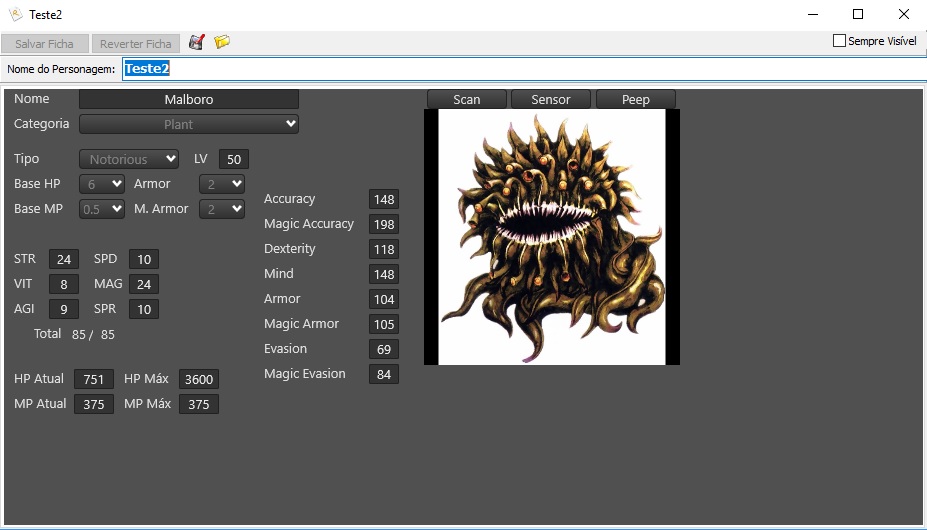 Teste2
Salvar Ficha Reverter Ficha Sempre Visível
Nome do Personagem: Teste2
Nome Malboro
Categoria Plant
Tipo Notorious LV 50
Base HP 6 Armor 2
Base MP 0.5 M. Armor 2
STR 24 SPD 10
VIT 8 MAG 24
AGI 9 SPR 10
Total 85 / 85
HP Atual 751 HP Máx 3600
MP Atual 375 MP Máx 375
Accuracy 148
Magic Accuracy 198
Dexterity 118
Mind 148
Armor 104
Magic Armor 105
Evasion 69
Magic Evasion 84
Scan Sensor Peep